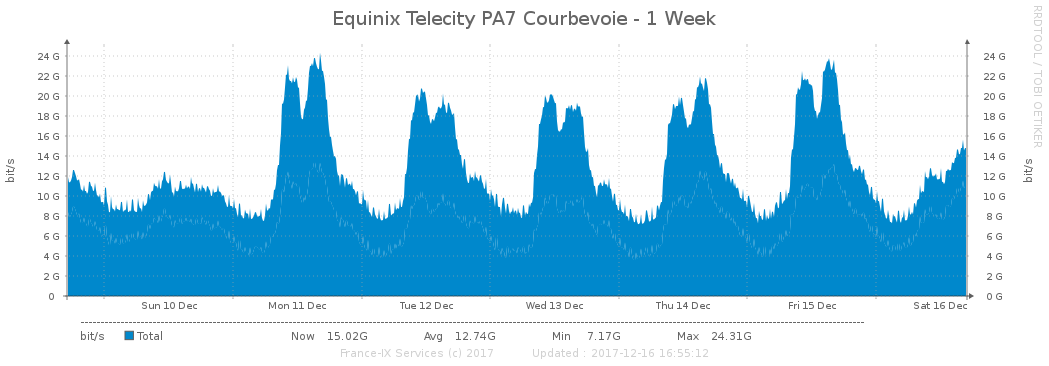 Equinix Telecity PA7 Courbevoie - 1 Week
RRDTOOL / TOBI OETIKER
bit/s
24 G 24 G
22 G 22 G
20 G 20 G
18 G 18 G
16 G 16 G
14 G 14 G
12 G 12 G
10 G 10 G
8 G 8 G
6 G 6 G
4 G 4 G
2 G 2 G
0 0 G
bit/s
Sun 10 Dec Mon 11 Dec Tue 12 Dec Wed 13 Dec Thu 14 Dec Fri 15 Dec Sat 16 Dec
bit/s Total Now 15.02G Avg 12.74G Min 7.17G Max 24.31G
France-IX Services (c) 2017 Updated : 2017-12-16 16:55:12